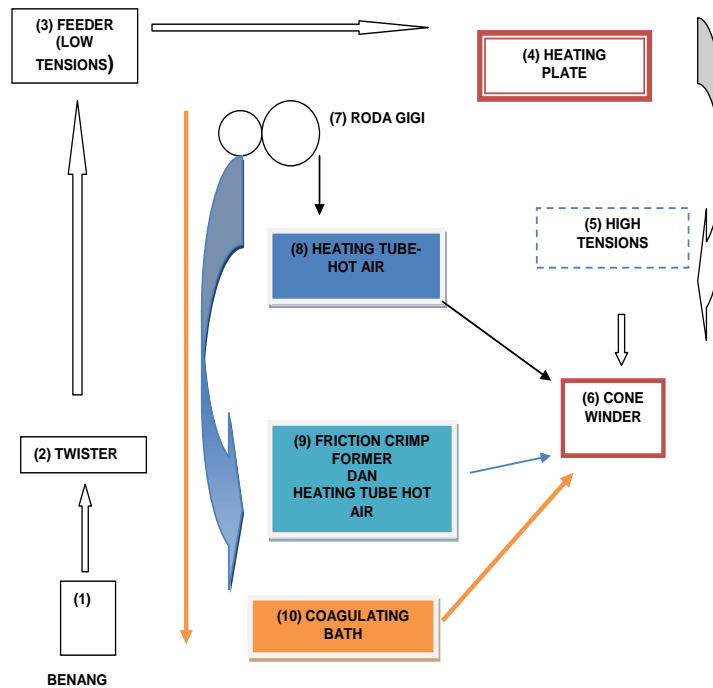 (3) FEEDER
(LOW
TENSIONS)
(4) HEATING
PLATE
(7) RODA GIGI
(5) HIGH
TENSIONS
(8) HEATING TUBE-
HOT AIR
(6) CONE
WINDER
(2) TWISTER
(9) FRICTION CRIMP
FORMER
DAN
HEATING TUBE HOT
AIR
(1)
(10) COAGULATING
BATH
BENANG